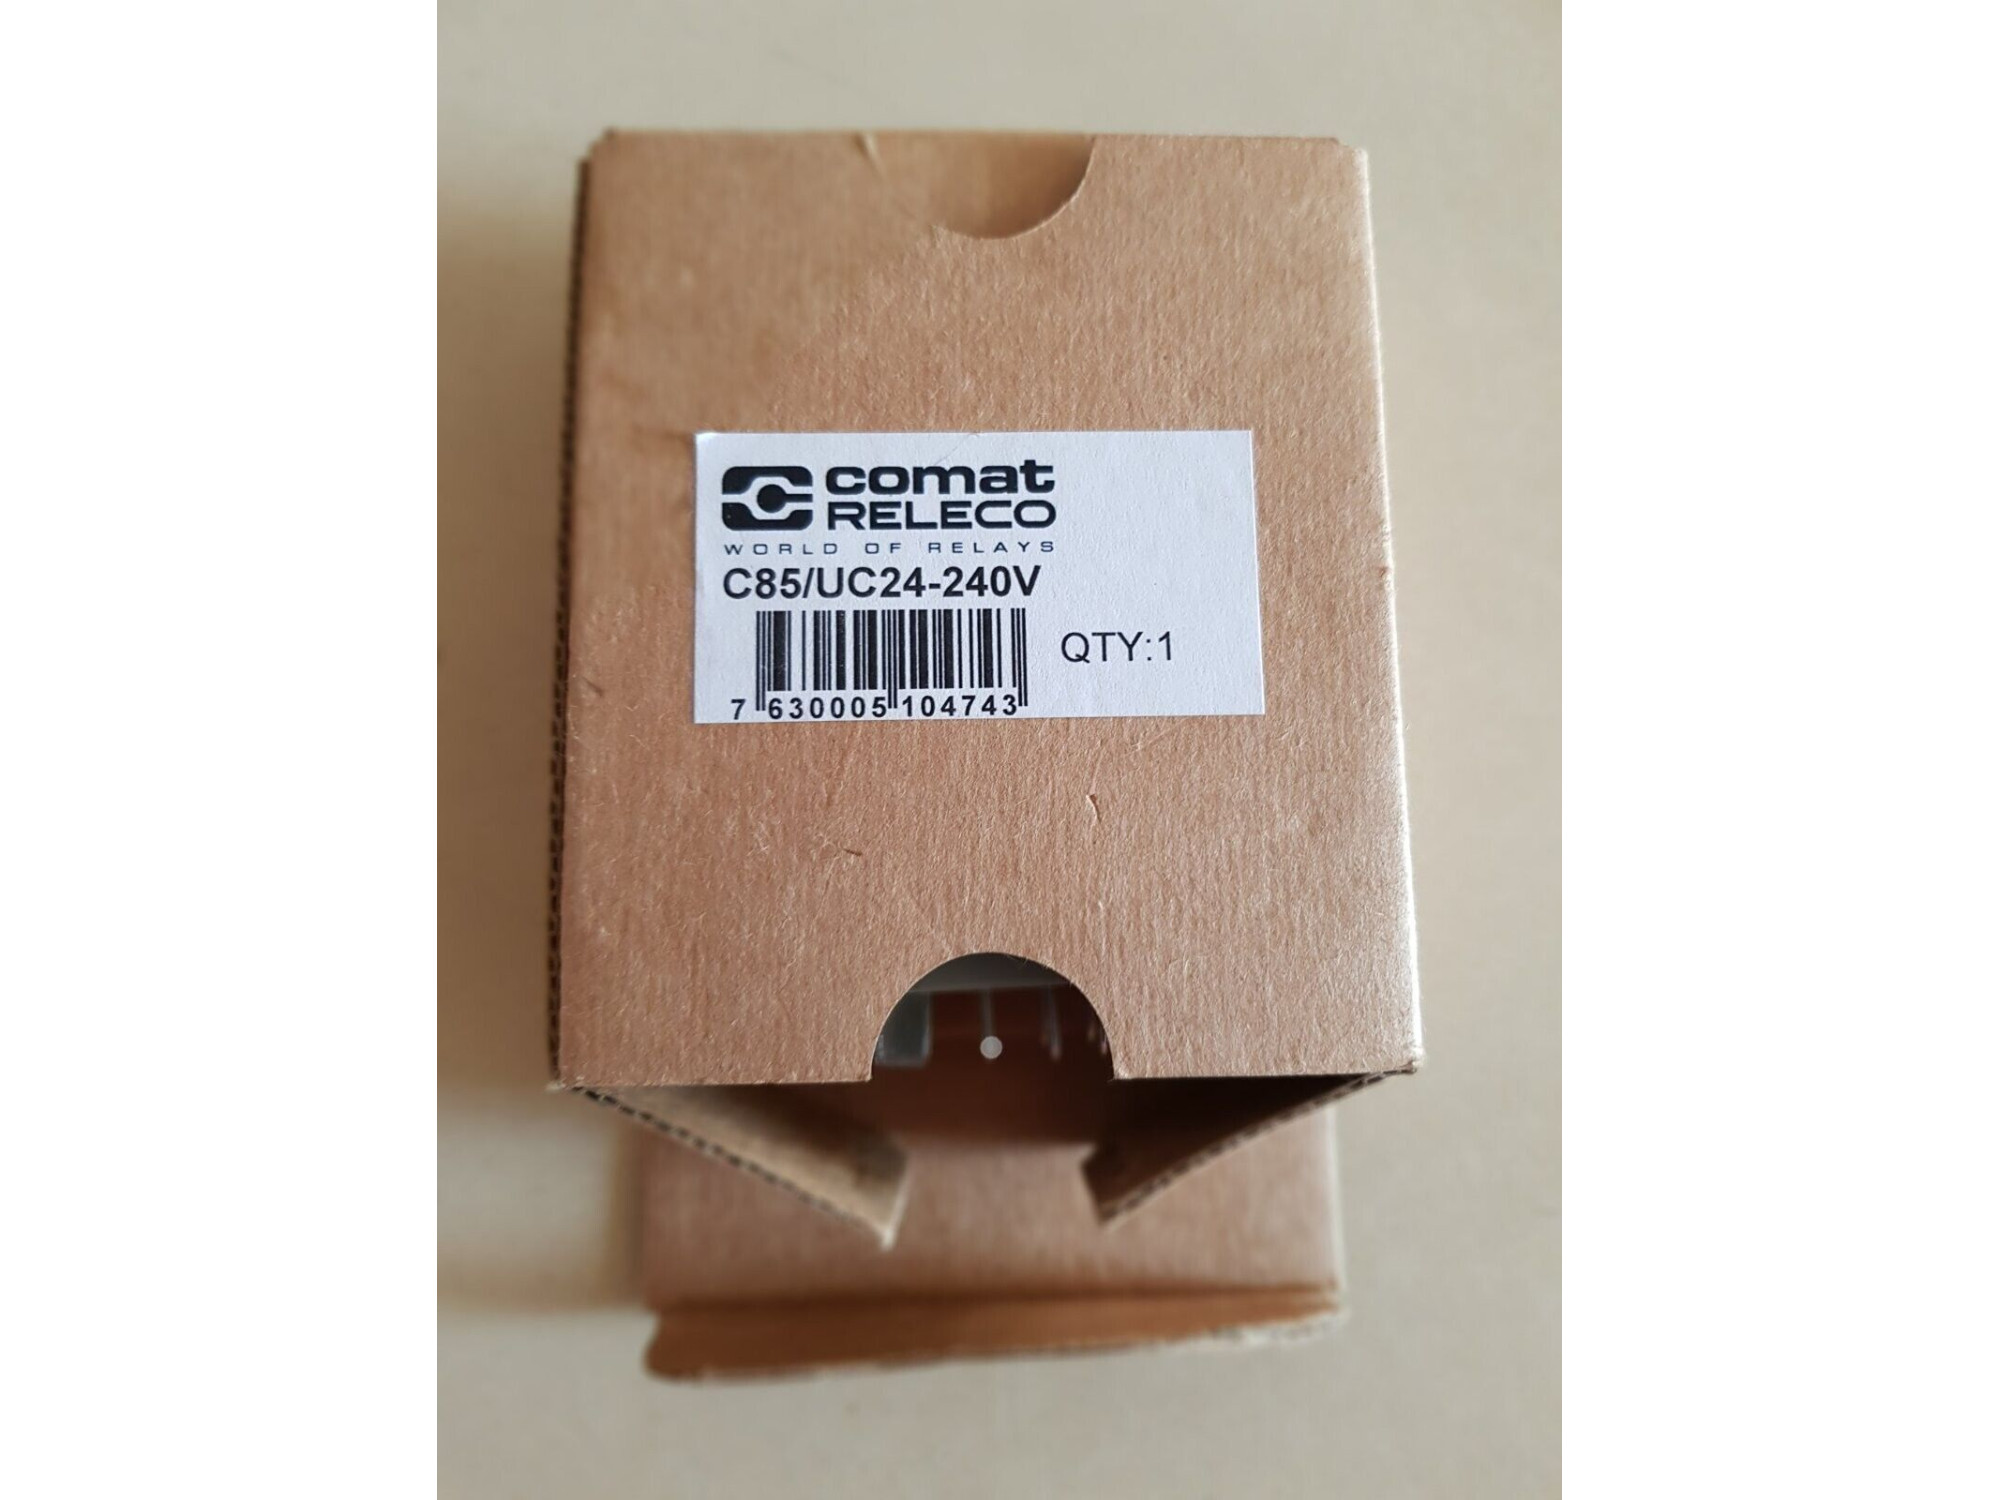 comat
RELECO
WORLD OF RELAYS
C85/UC24-240V
QTY:1
7 630005 104743